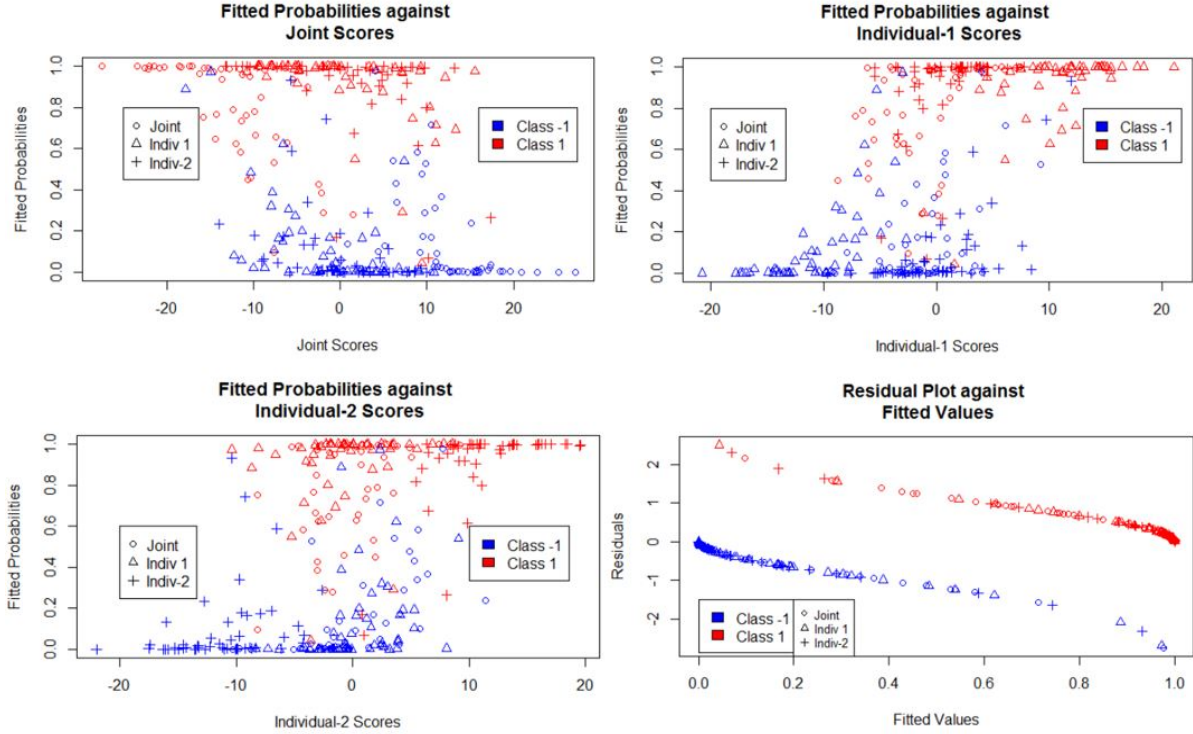 Fitted Probabilities against
Joint Scores
Fitted Probabilities
1.0
0.8
0.6
0.4
0.2
0.0
Joint
Indiv 1
Indiv-2
Class -1
Class 1
-20
-10
0
10
20
Joint Scores
Fitted Probabilities against
Individual-1 Scores
Fitted Probabilities
1.0
0.8
0.6
0.4
0.2
0.0
Joint
Indiv 1
Indiv-2
Class -1
Class 1
-20
-10
0
10
20
Individual-1 Scores
Fitted Probabilities against
Individual-2 Scores
Fitted Probabilities
1.0
0.8
0.6
0.4
0.2
0.0
Joint
Indiv 1
Indiv-2
Class -1
Class 1
-20
-10
0
10
20
Individual-2 Scores
Residual Plot against
Fitted Values
Residuals
2
1
0
-1
-2
Class -1
Class 1
Joint
Indiv 1
Indiv-2
0.0
0.2
0.4
0.6
0.8
1.0
Fitted Values